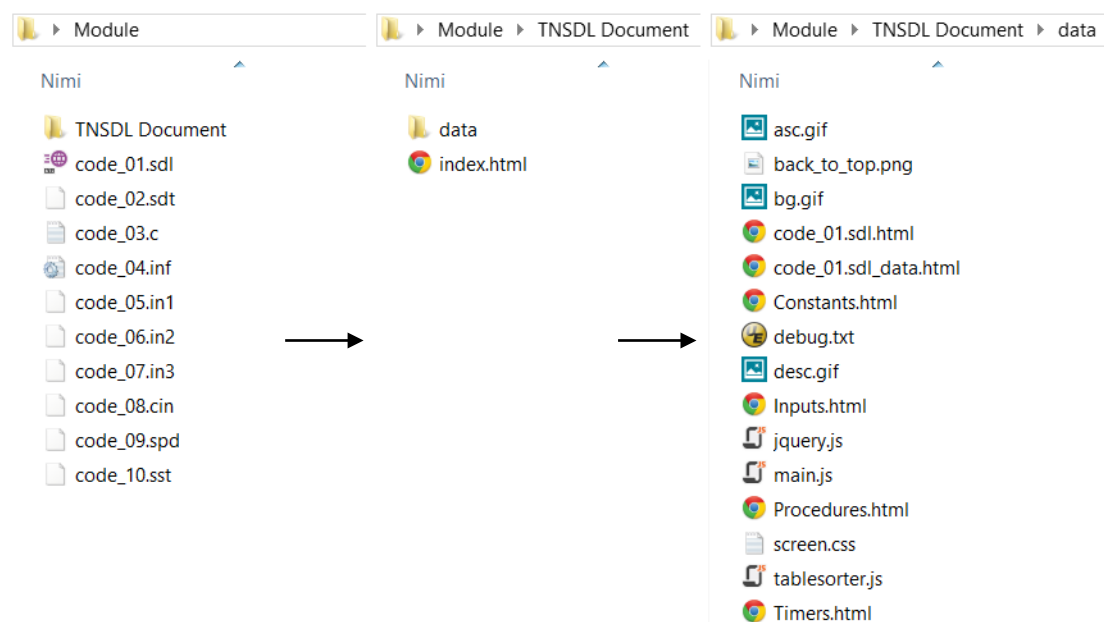 Module
Nimi
TNSDL Document
code_01.sdl
code_02.sdt
code_03.c
code_04.inf
code_05.in1
code_06.in2
code_07.in3
code_08.cin
code_09.spd
code_10.sst
Module TNSDL Document
Nimi
data
index.html
Module TNSDL Document data
Nimi
asc.gif
back_to_top.png
bg.gif
code_01.sdl.html
code_01.sdl_data.html
Constants.html
debug.txt
desc.gif
Inputs.html
jquery.js
main.js
Procedures.html
screen.css
tablesorter.js
Timers.html